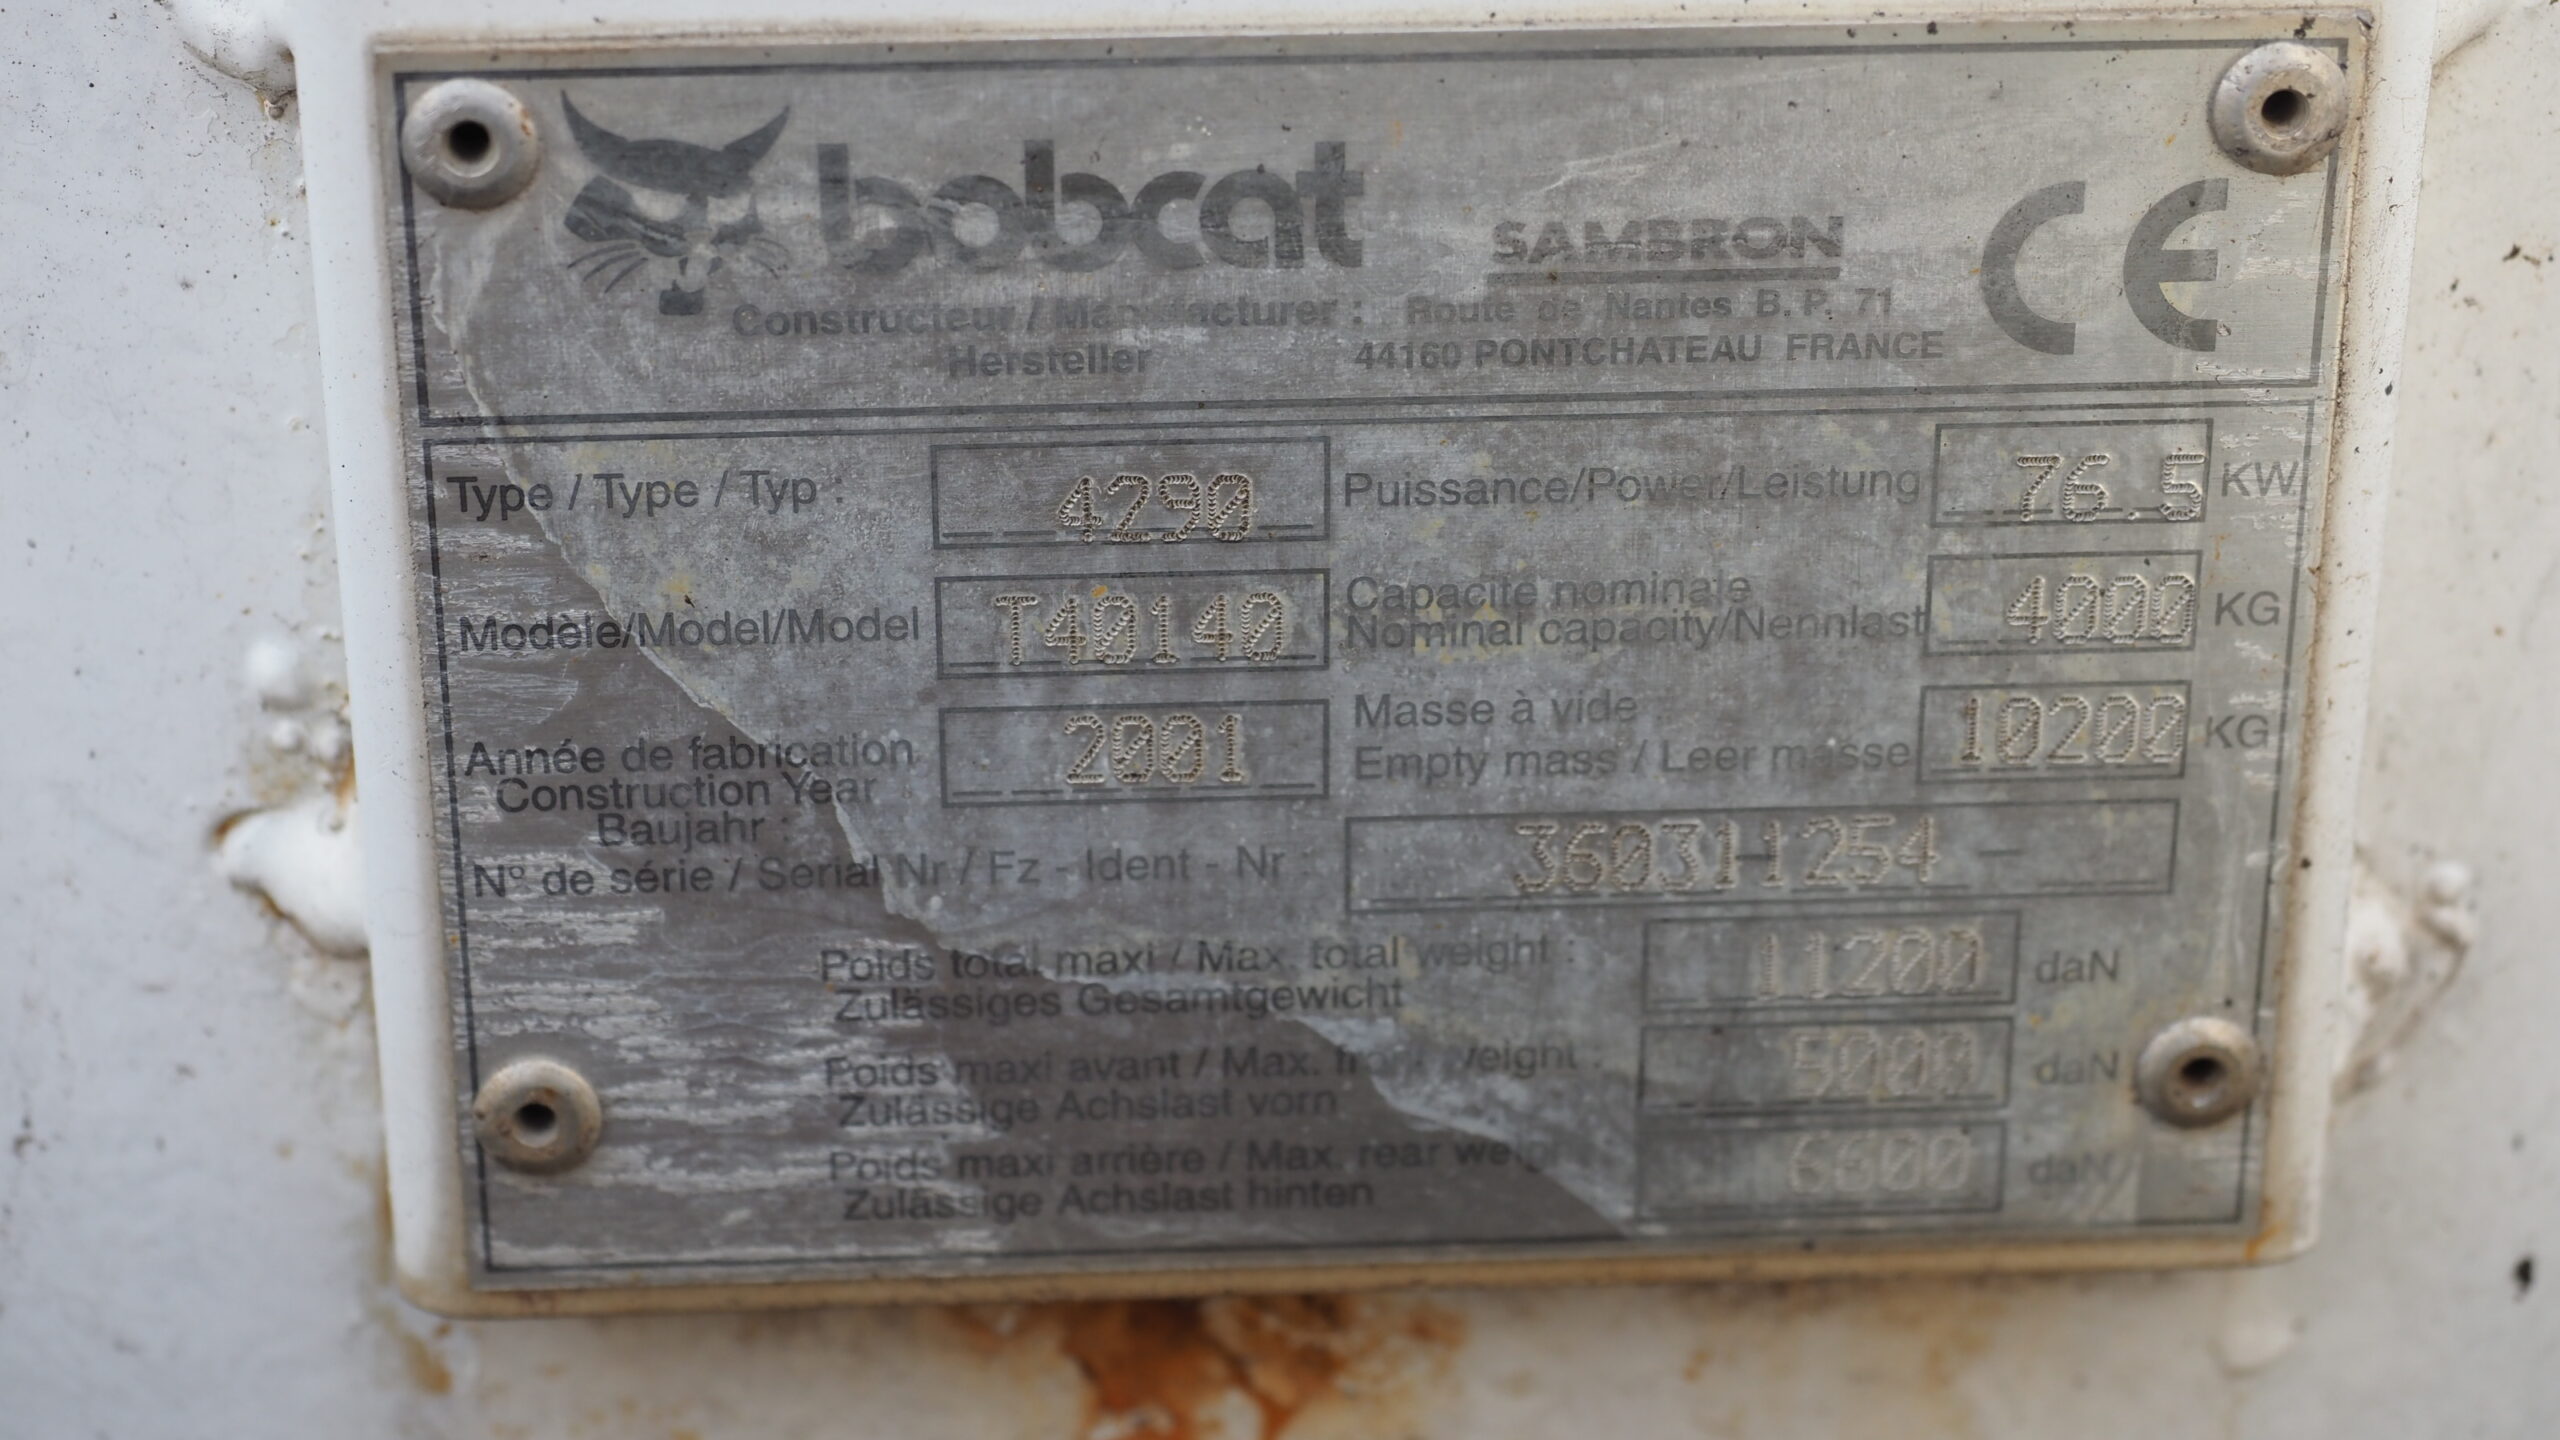 bobcat SAMBRON CE
Constructeur / Manufacturer : Route de Nantes B.P. 71
Hersteller 44160 PONTCHATEAU FRANCE
Type / Type / Typ : 4290 Puissance/Power/Leistung 76.5 KW
Modèle/Model/Model T40140 Capacité nominale
Nominal capacity/Nennlast 4000 KG
Année de fabrication 2001 Masse à vide
Construction Year Empty mass / Leer masse 10200 KG
Baujahr :
N° de série / Serial Nr / Fz - Ident - Nr : 360311254
Poids total maxi / Max. total weight : 11200 daN
Zulässiges Gesamtgewicht
Poids maxi avant / Max. front weight : 5000 daN
Zulässige Achslast vorn
Poids maxi arrière / Max. rear weight 6600 daN
Zulässige Achslast hinten